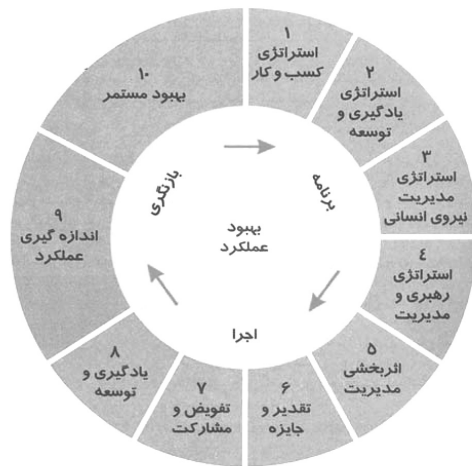 ۱
استراتژی
کسب و کار
۲
استراتژی
یادگیری و
توسعه
۳
استراتژی
مدیریت
نیروی انسانی
٤
استراتژی
رهبری و
مدیریت
۵
اثربخشی
مدیریت
۶
تقدیر و
جایزه
۷
تفویض و
مشارکت
۸
یادگیری و
توسعه
۹
اندازه گیری
عملکرد
۱۰
بهبود مستمر
برنامه
اجرا
بازنگری
بهبود
عملکرد